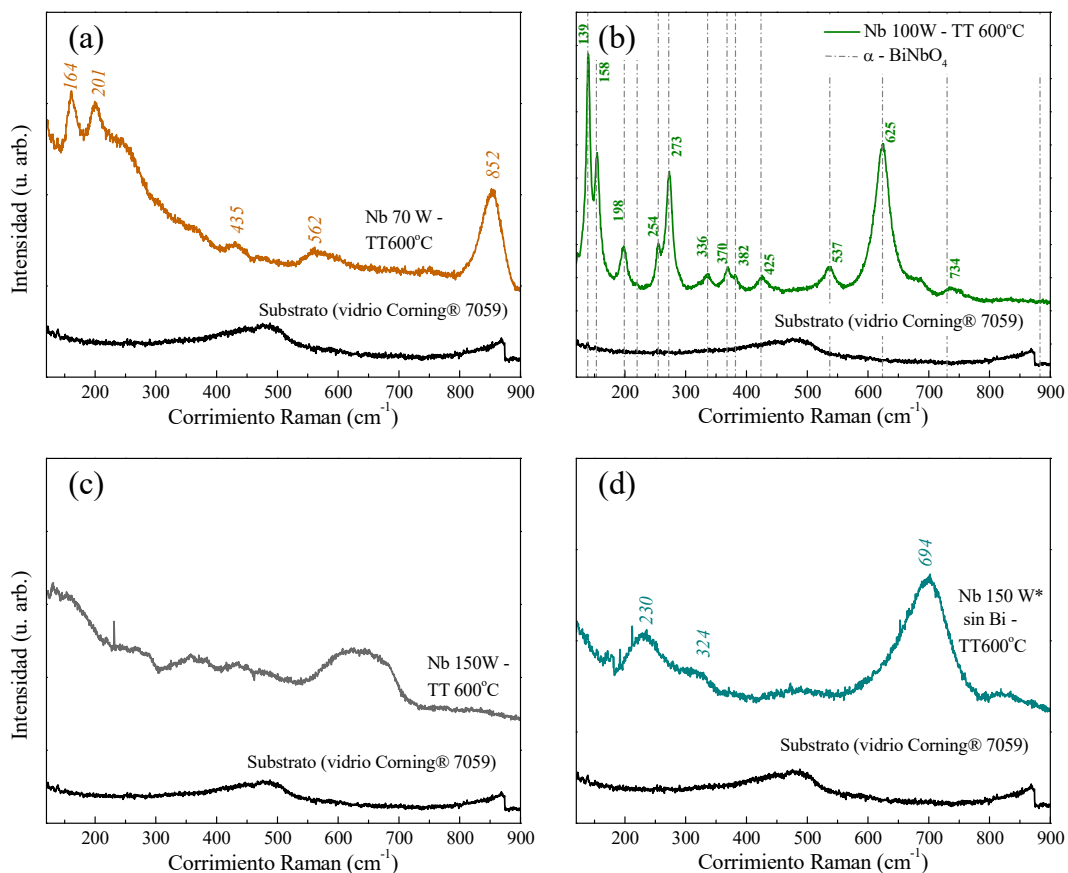 (a)
164
201
435
562
852
Nb 70 W -
TT600°C
Substrato (vidrio Corning® 7059)
Intensidad (u. arb.)
200 300 400 500 600 700 800 900
Corrimiento Raman (cm⁻¹)
(b)
Nb 100W - TT 600°C
α - BiNbO₄
139
158
198
254
273
336
370
382
425
537
625
734
Substrato (vidrio Corning® 7059)
200 300 400 500 600 700 800 900
Corrimiento Raman (cm⁻¹)
(c)
Nb 150W -
TT 600°C
Substrato (vidrio Corning® 7059)
Intensidad (u. arb.)
200 300 400 500 600 700 800 900
Corrimiento Raman (cm⁻¹)
(d)
230
324
694
Nb 150 W*
sin Bi -
TT600°C
Substrato (vidrio Corning® 7059)
200 300 400 500 600 700 800 900
Corrimiento Raman (cm⁻¹)